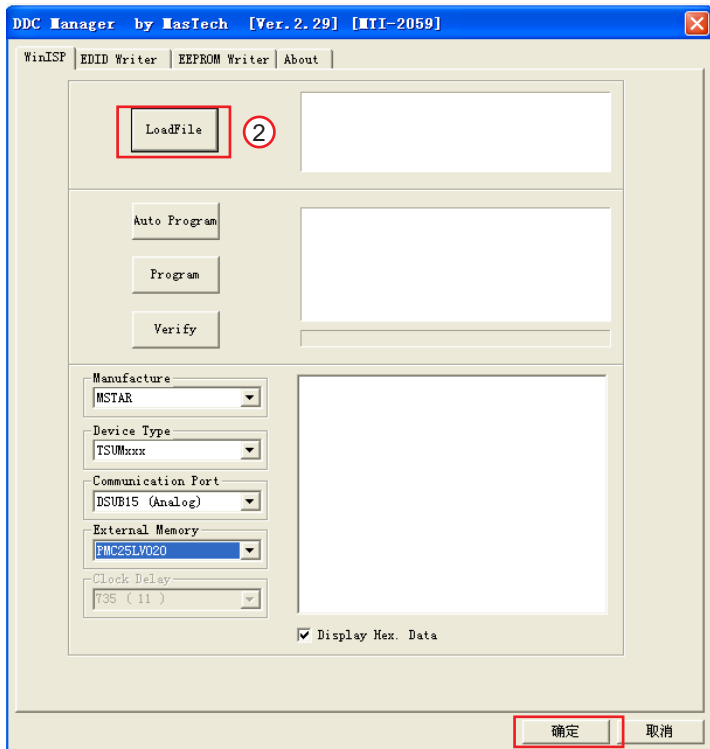 DDC Manager by MasTech [Ver.2.29] [MTI-2059]
WinISP EDID Writer EEPROM Writer About
LoadFile
②
Auto Program
Program
Verify
Manufacture
MSTAR
Device Type
TSUMxxx
Communication Port
DSUB15 (Analog)
External Memory
PMC25LV020
Clock Delay
735 ( 11 )
Display Hex. Data
确定 取消